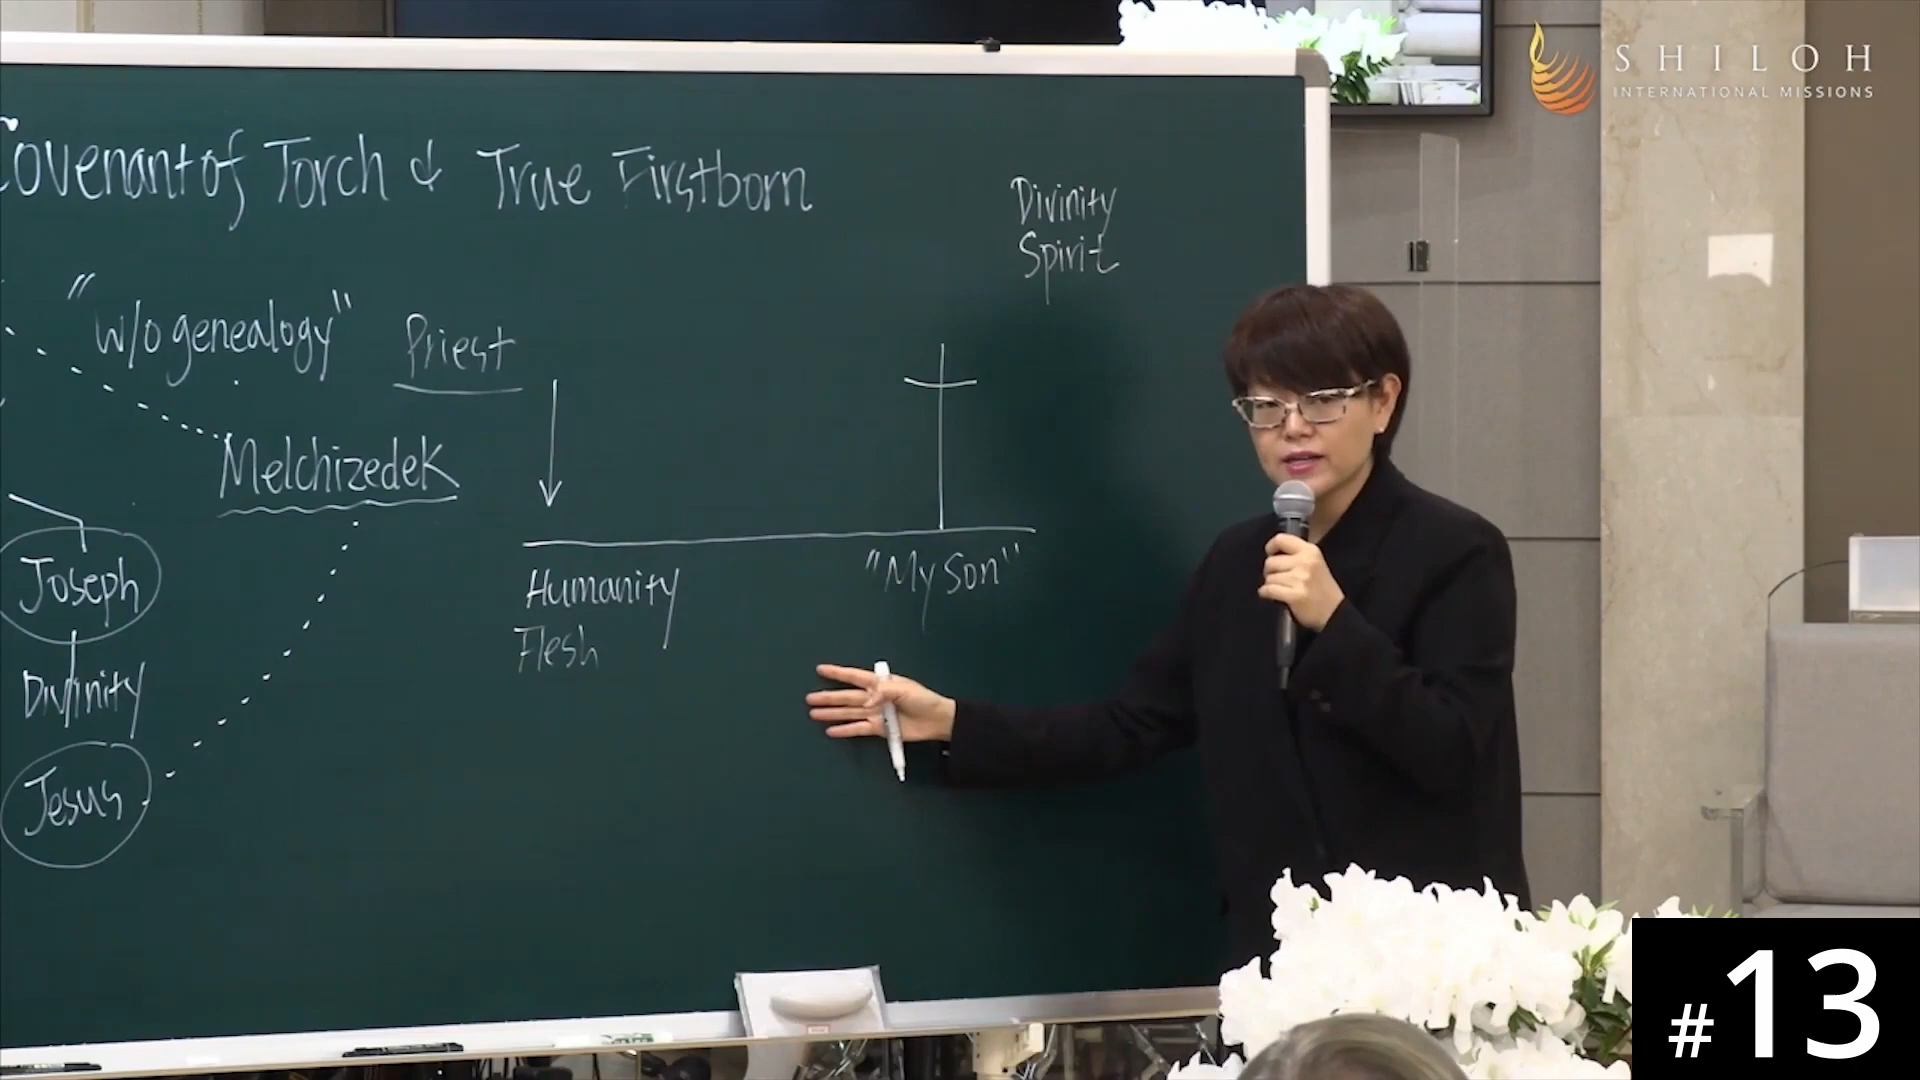 Covenant of Torch & True Firstborn
"w/o genealogy"
Priest
Melchizedek
Joseph
Divinity
Jesus
Humanity
Flesh
"My Son"
Divinity
Spirit
SHILOH
INTERNATIONAL MISSIONS
#13